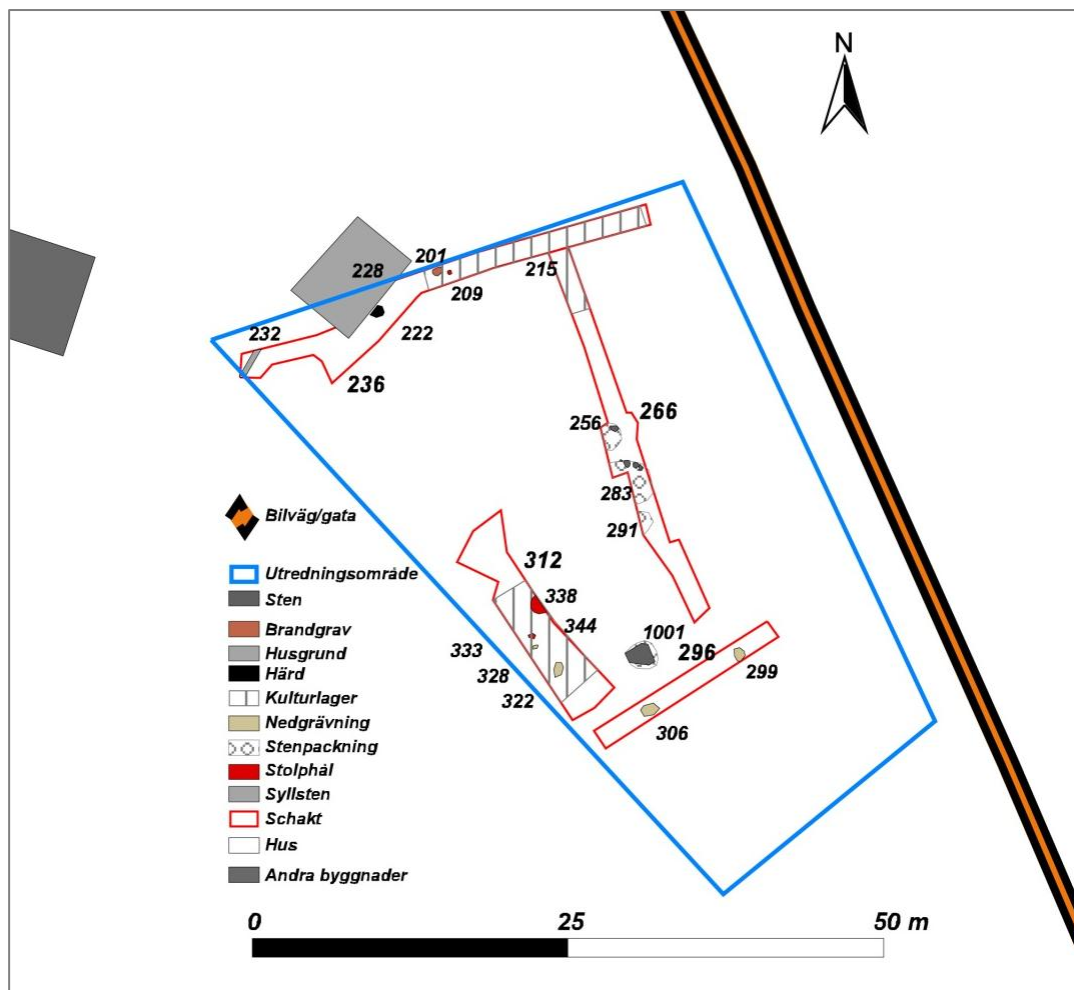 N
201
228
215
209
232
222
236
266
256
283
291
Bilväg/gata
312
Utredningsområde
338
Sten
344
1001
Brandgrav
333
296
Husgrund
328
299
Härd
322
Kulturlager
306
Nedgrävning
Stenpackning
Stolphål
Syllsten
Schakt
Hus
Andra byggnader
0 25 50 m